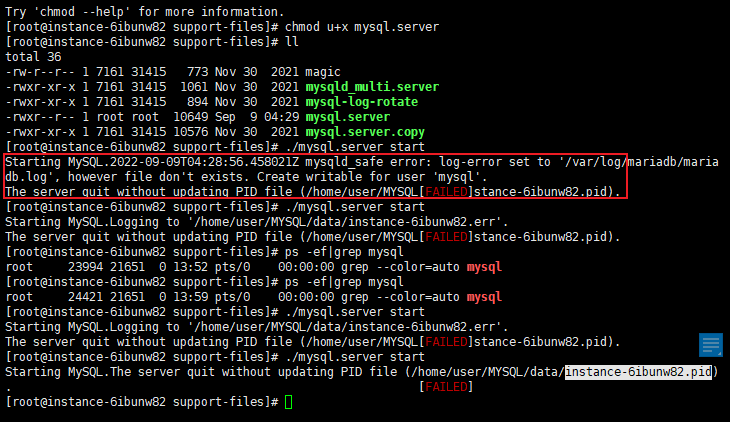 Try 'chmod --help' for more information.
[root@instance-6ibunw82 support-files]# chmod u+x mysql.server
[root@instance-6ibunw82 support-files]# ll
total 36
-rw-r--r-- 1 7161 31415   773 Nov 30  2021 magic
-rwxr-xr-x 1 7161 31415  1061 Nov 30  2021 mysqld_multi.server
-rwxr-xr-x 1 7161 31415   894 Nov 30  2021 mysql-log-rotate
-rwxr--r-- 1 root root  10649 Sep  9 04:29 mysql.server
-rwxr-xr-x 1 7161 31415 10576 Nov 30  2021 mysql.server.copy
[root@instance-6ibunw82 support-files]# ./mysql.server start
Starting MySQL.2022-09-09T04:28:56.458021Z mysqld_safe error: log-error set to '/var/log/mariadb/maria
db.log', however file don't exists. Create writable for user 'mysql'.
The server quit without updating PID file (/home/user/MYSQL[FAILED]stance-6ibunw82.pid).
[root@instance-6ibunw82 support-files]# ./mysql.server start
Starting MySQL.Logging to '/home/user/MYSQL/data/instance-6ibunw82.err'.
The server quit without updating PID file (/home/user/MYSQL[FAILED]stance-6ibunw82.pid).
[root@instance-6ibunw82 support-files]# ps -ef|grep mysql
root     23994 21651  0 13:52 pts/0    00:00:00 grep --color=auto mysql
[root@instance-6ibunw82 support-files]# ps -ef|grep mysql
root     24421 21651  0 13:59 pts/0    00:00:00 grep --color=auto mysql
[root@instance-6ibunw82 support-files]# ./mysql.server start
Starting MySQL.Logging to '/home/user/MYSQL/data/instance-6ibunw82.err'.
The server quit without updating PID file (/home/user/MYSQL[FAILED]stance-6ibunw82.pid).
[root@instance-6ibunw82 support-files]# ./mysql.server start
Starting MySQL.The server quit without updating PID file (/home/user/MYSQL/data/instance-6ibunw82.pid)
.                                                          [FAILED]
[root@instance-6ibunw82 support-files]#